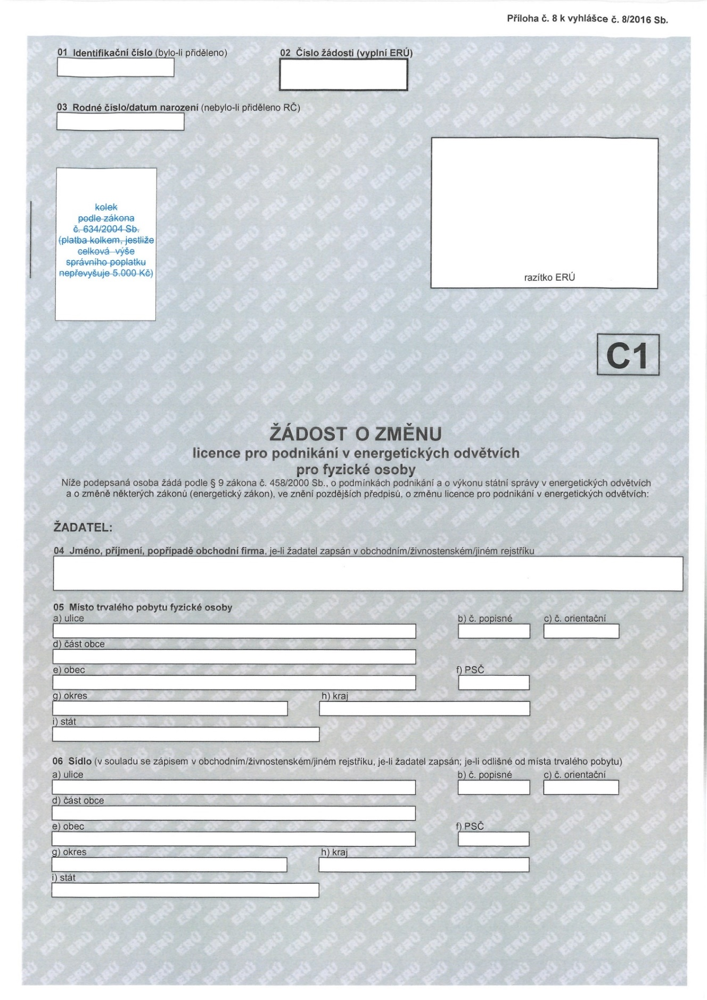 Příloha č. 8 k vyhlášce č. 8/2016 Sb.
01 Identifikační číslo (bylo-li přiděleno)
02 Číslo žádosti (vyplní ERÚ)
03 Rodné číslo/datum narození (nebylo-li přiděleno RČ)
kolek
podle zákona
č. 634/2004 Sb.
(platba kolkem, jestliže
celková výše
správního poplatku
nepřevyšuje 5.000 Kč)
razítko ERÚ
C1
ŽÁDOST O ZMĚNU
licence pro podnikání v energetických odvětvích
pro fyzické osoby
Níže podepsaná osoba žádá podle § 9 zákona č. 458/2000 Sb., o podmínkách podnikání a o výkonu státní správy v energetických odvětvích
a o změně některých zákonů (energetický zákon), ve znění pozdějších předpisů, o změnu licence pro podnikání v energetických odvětvích:
ŽADATEL:
04 Jméno, příjmení, popřípadě obchodní firma, je-li žadatel zapsán v obchodním/živnostenském/jiném rejstříku
05 Místo trvalého pobytu fyzické osoby
a) ulice b) č. popisné c) č. orientační
d) část obce
e) obec f) PSČ
g) okres h) kraj
i) stát
06 Sídlo (v souladu se zápisem v obchodním/živnostenském/jiném rejstříku, je-li žadatel zapsán; je-li odlišné od místa trvalého pobytu)
a) ulice b) č. popisné c) č. orientační
d) část obce
e) obec f) PSČ
g) okres h) kraj
i) stát